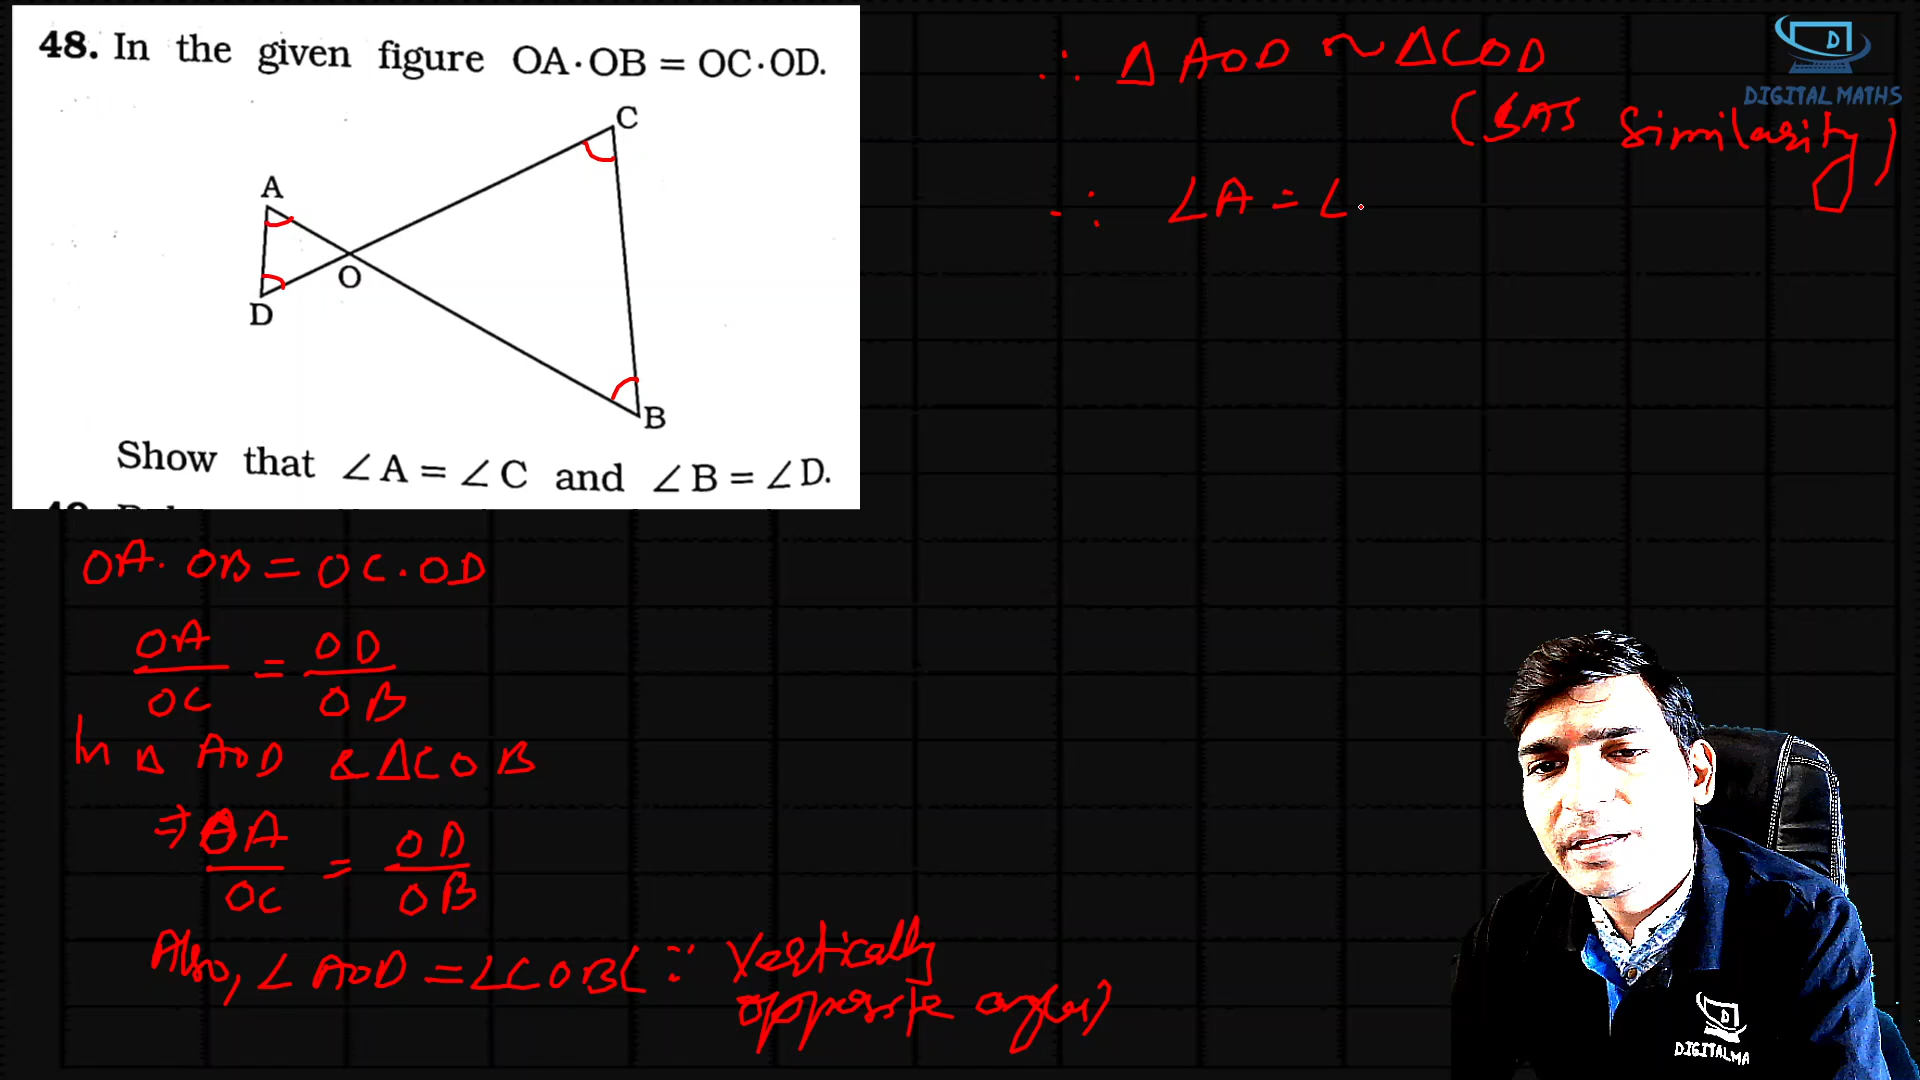 48. In the given figure OA·OB = OC·OD.
C
A
O
D
B
Show that ∠A = ∠C and ∠B = ∠D.
OA. OB = OC.OD
OA/OC = OD/OB
In Δ AOD & ΔCOB
⇒ OA/OC = OD/OB
Also, ∠AOD = ∠COB (∵ Vertically
opposite angles)
∴ Δ AOD ~ ΔCOD
(SAS Similarity)
∴ ∠A = ∠
D
DIGITAL MATHS
D
DIGITALMA